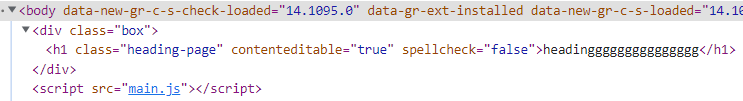 <body data-new-gr-c-s-check-loaded="14.1095.0" data-gr-ext-installed data-new-gr-c-s-loaded="14.10
<div class="box">
<h1 class="heading-page" contenteditable="true" spellcheck="false">headinggggggggggggggg</h1>
</div>
<script src="main.js"></script>